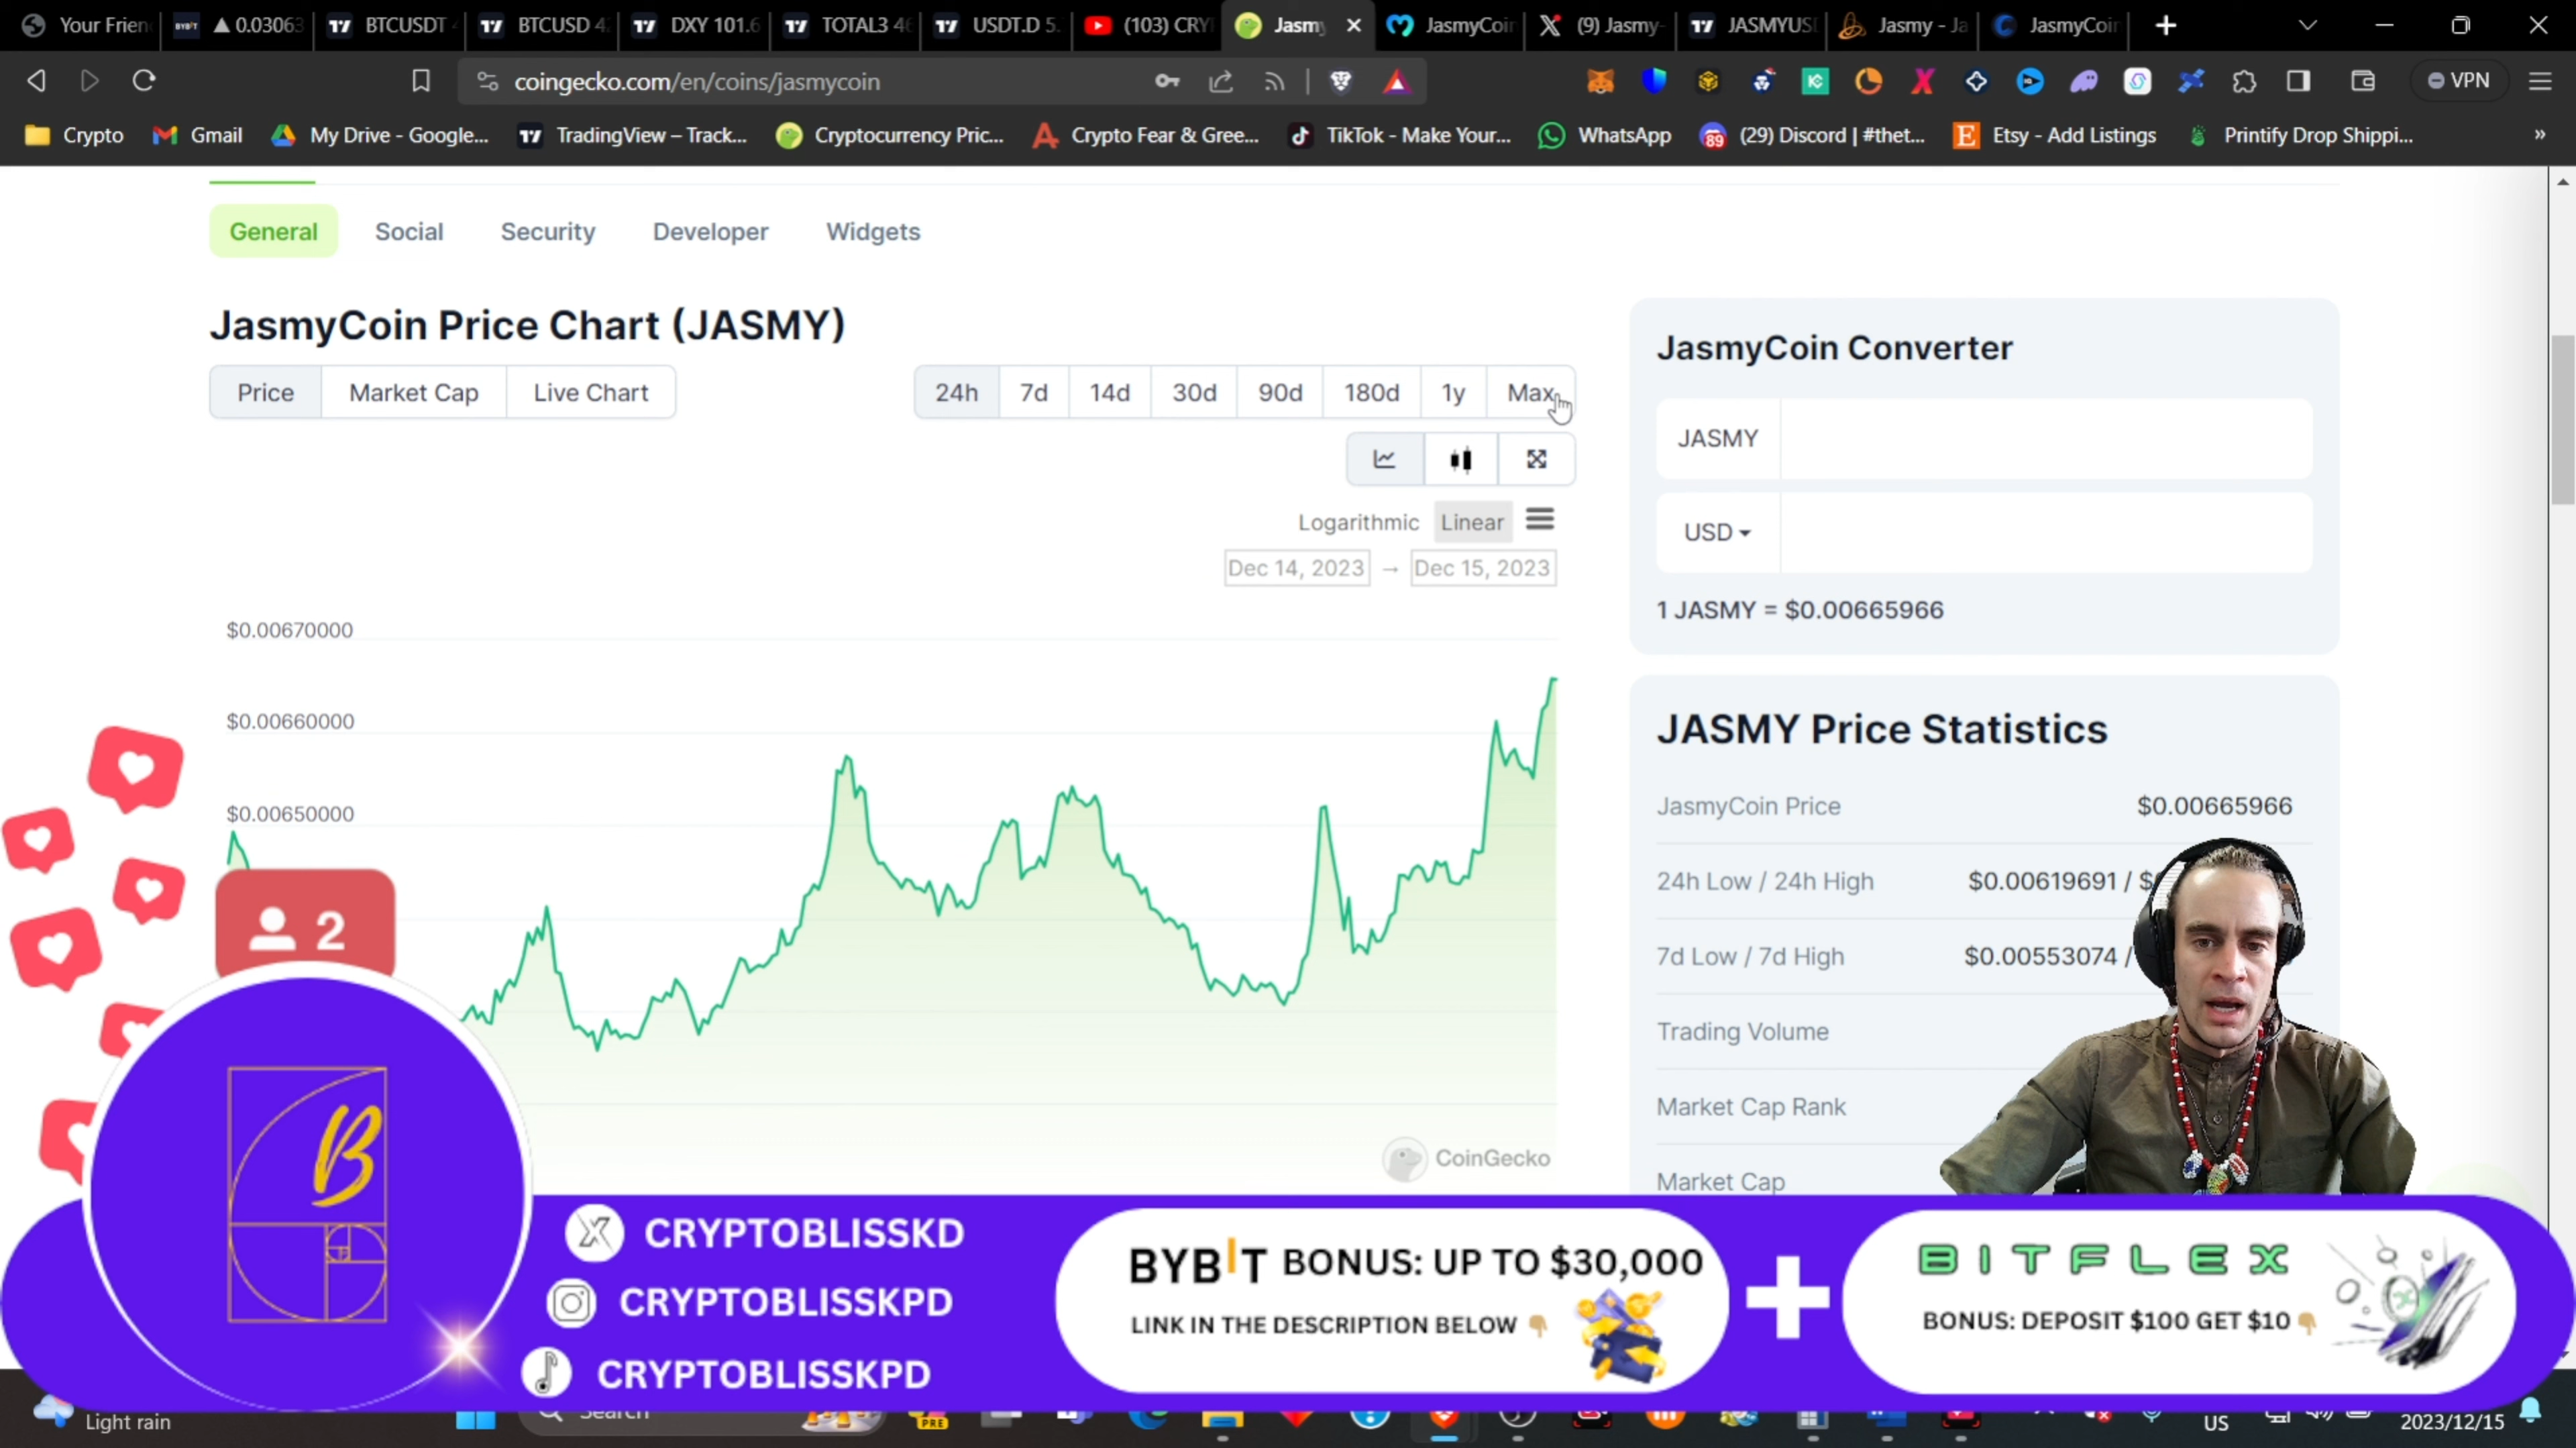 Your Frien
BYBIT ▲ 0.03063
BTCUSDT
BTCUSD 4
DXY 101.6
TOTAL3 4
USDT.D 5.
(103) CRY
Jasmy
JasmyCoin
(9) Jasmy-
JASMYUS
Jasmy - Ja
JasmyCoin
coingecko.com/en/coins/jasmycoin
VPN
Crypto
Gmail
My Drive - Google...
TradingView – Track...
Cryptocurrency Pric...
Crypto Fear & Gree...
TikTok - Make Your...
WhatsApp
89
(29) Discord | #thet...
Etsy - Add Listings
Printify Drop Shippi...
»
General Social Security Developer Widgets
JasmyCoin Price Chart (JASMY)
Price Market Cap Live Chart
24h 7d 14d 30d 90d 180d 1y Max
Logarithmic Linear
Dec 14, 2023 → Dec 15, 2023
$0.00670000
$0.00660000
$0.00650000
CoinGecko
JasmyCoin Converter
JASMY
USD
1 JASMY = $0.00665966
JASMY Price Statistics
JasmyCoin Price $0.00665966
24h Low / 24h High $0.00619691 / $
7d Low / 7d High $0.00553074 /
Trading Volume
Market Cap Rank
Market Cap
2
B
CRYPTOBLISSKD
CRYPTOBLISSKPD
CRYPTOBLISSKPD
BYBIT BONUS: UP TO $30,000
LINK IN THE DESCRIPTION BELOW
+
BITFLEX
BONUS: DEPOSIT $100 GET $10
Light rain
Search
PRE
US
2023/12/15